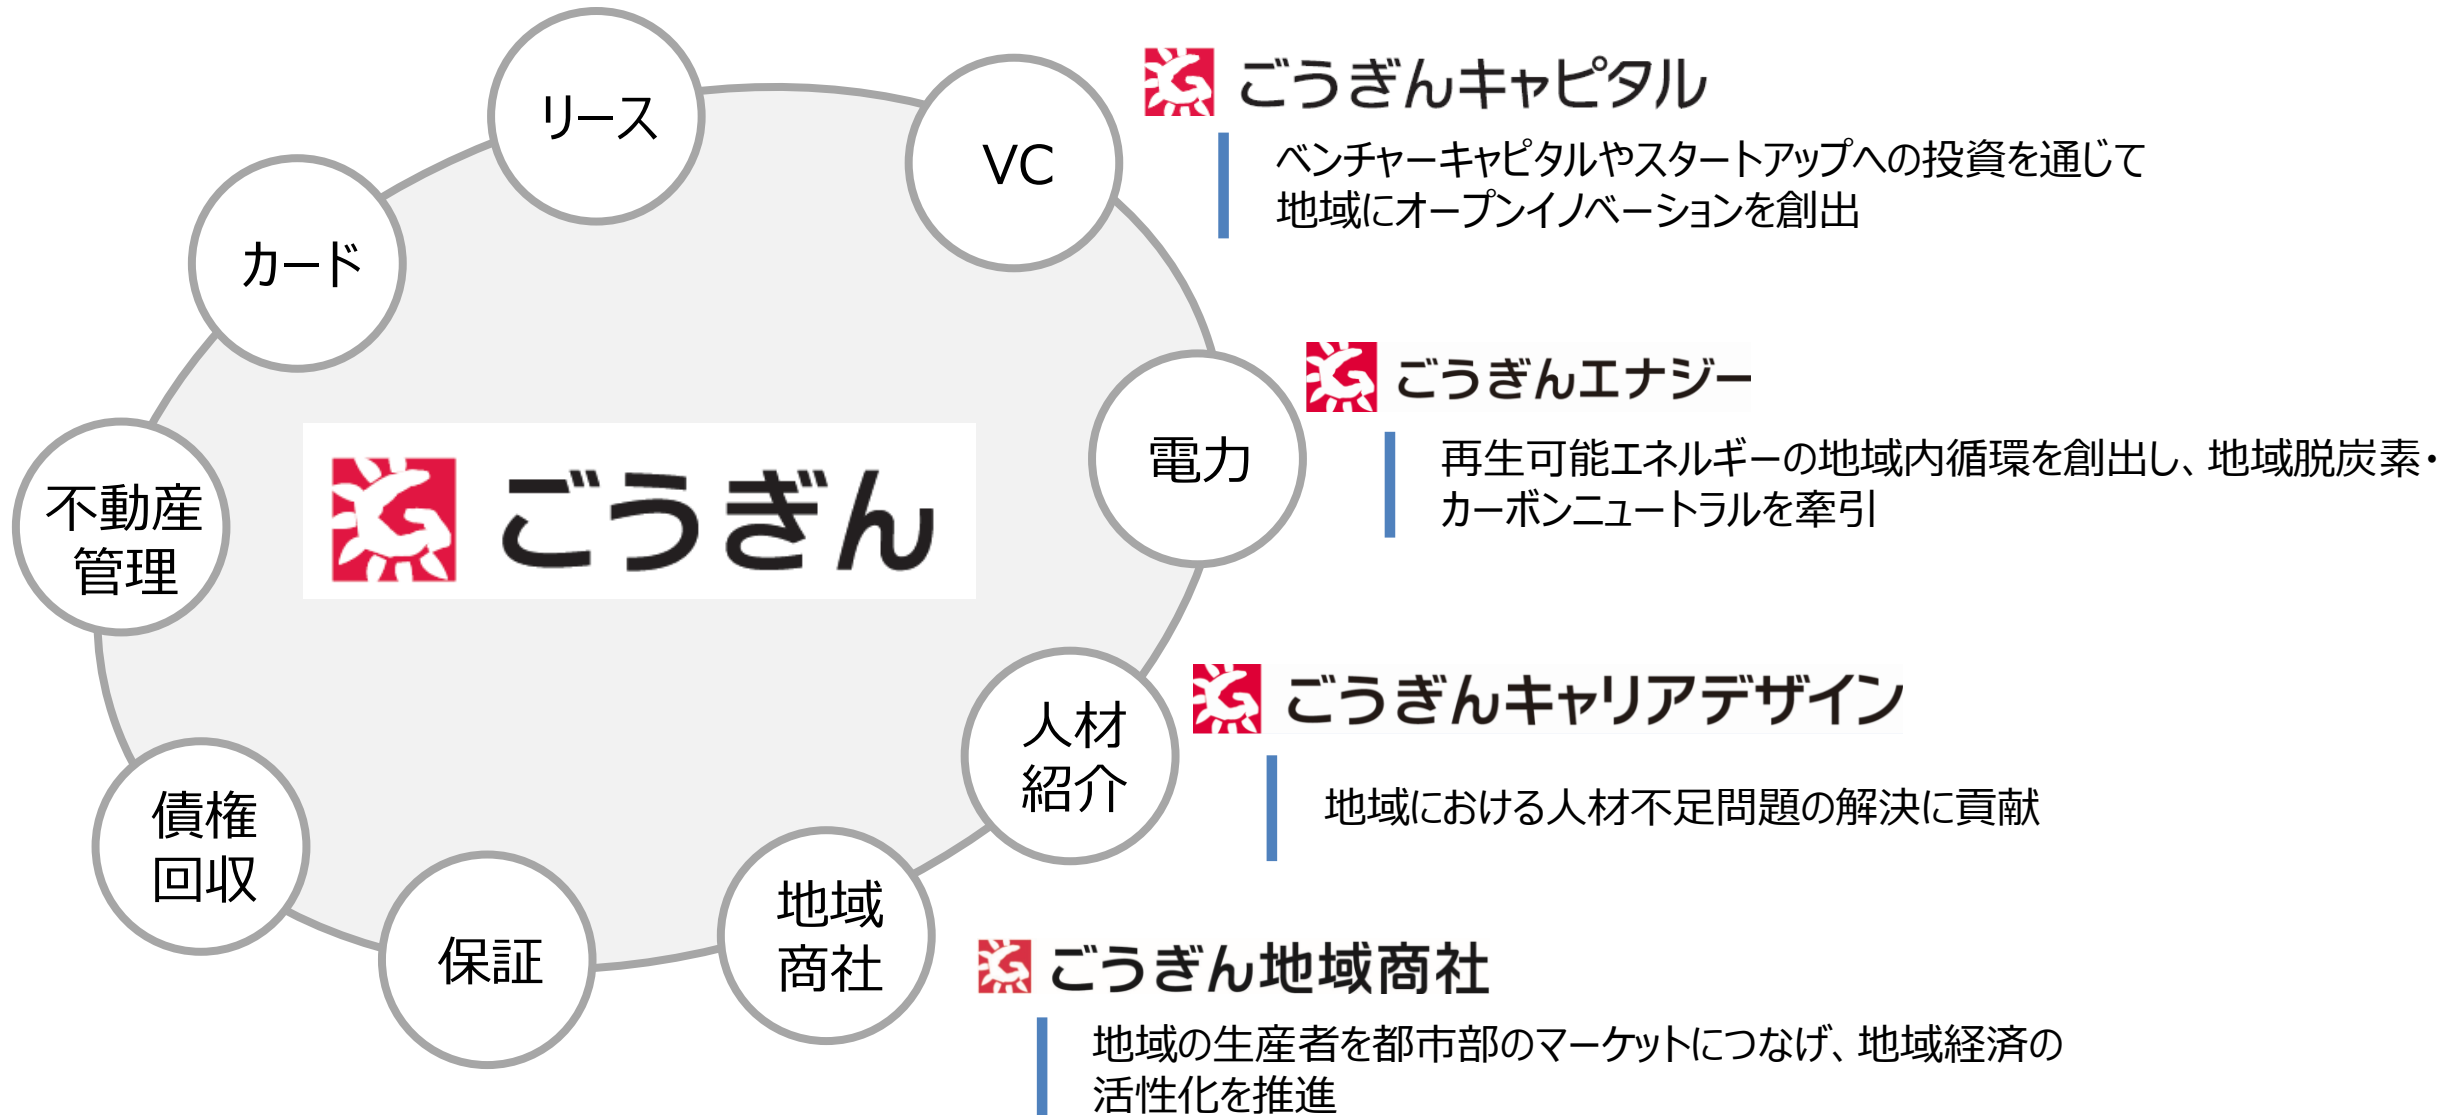 リース
VC
カード
ごうぎん
電力
不動産
管理
人材
紹介
債権
回収
保証
地域
商社
ごうぎんキャピタル
ベンチャーキャピタルやスタートアップへの投資を通じて
地域にオープンイノベーションを創出
ごうぎんエナジー
再生可能エネルギーの地域内循環を創出し、地域脱炭素・
カーボンニュートラルを牽引
ごうぎんキャリアデザイン
地域における人材不足問題の解決に貢献
ごうぎん地域商社
地域の生産者を都市部のマーケットにつなげ、地域経済の
活性化を推進